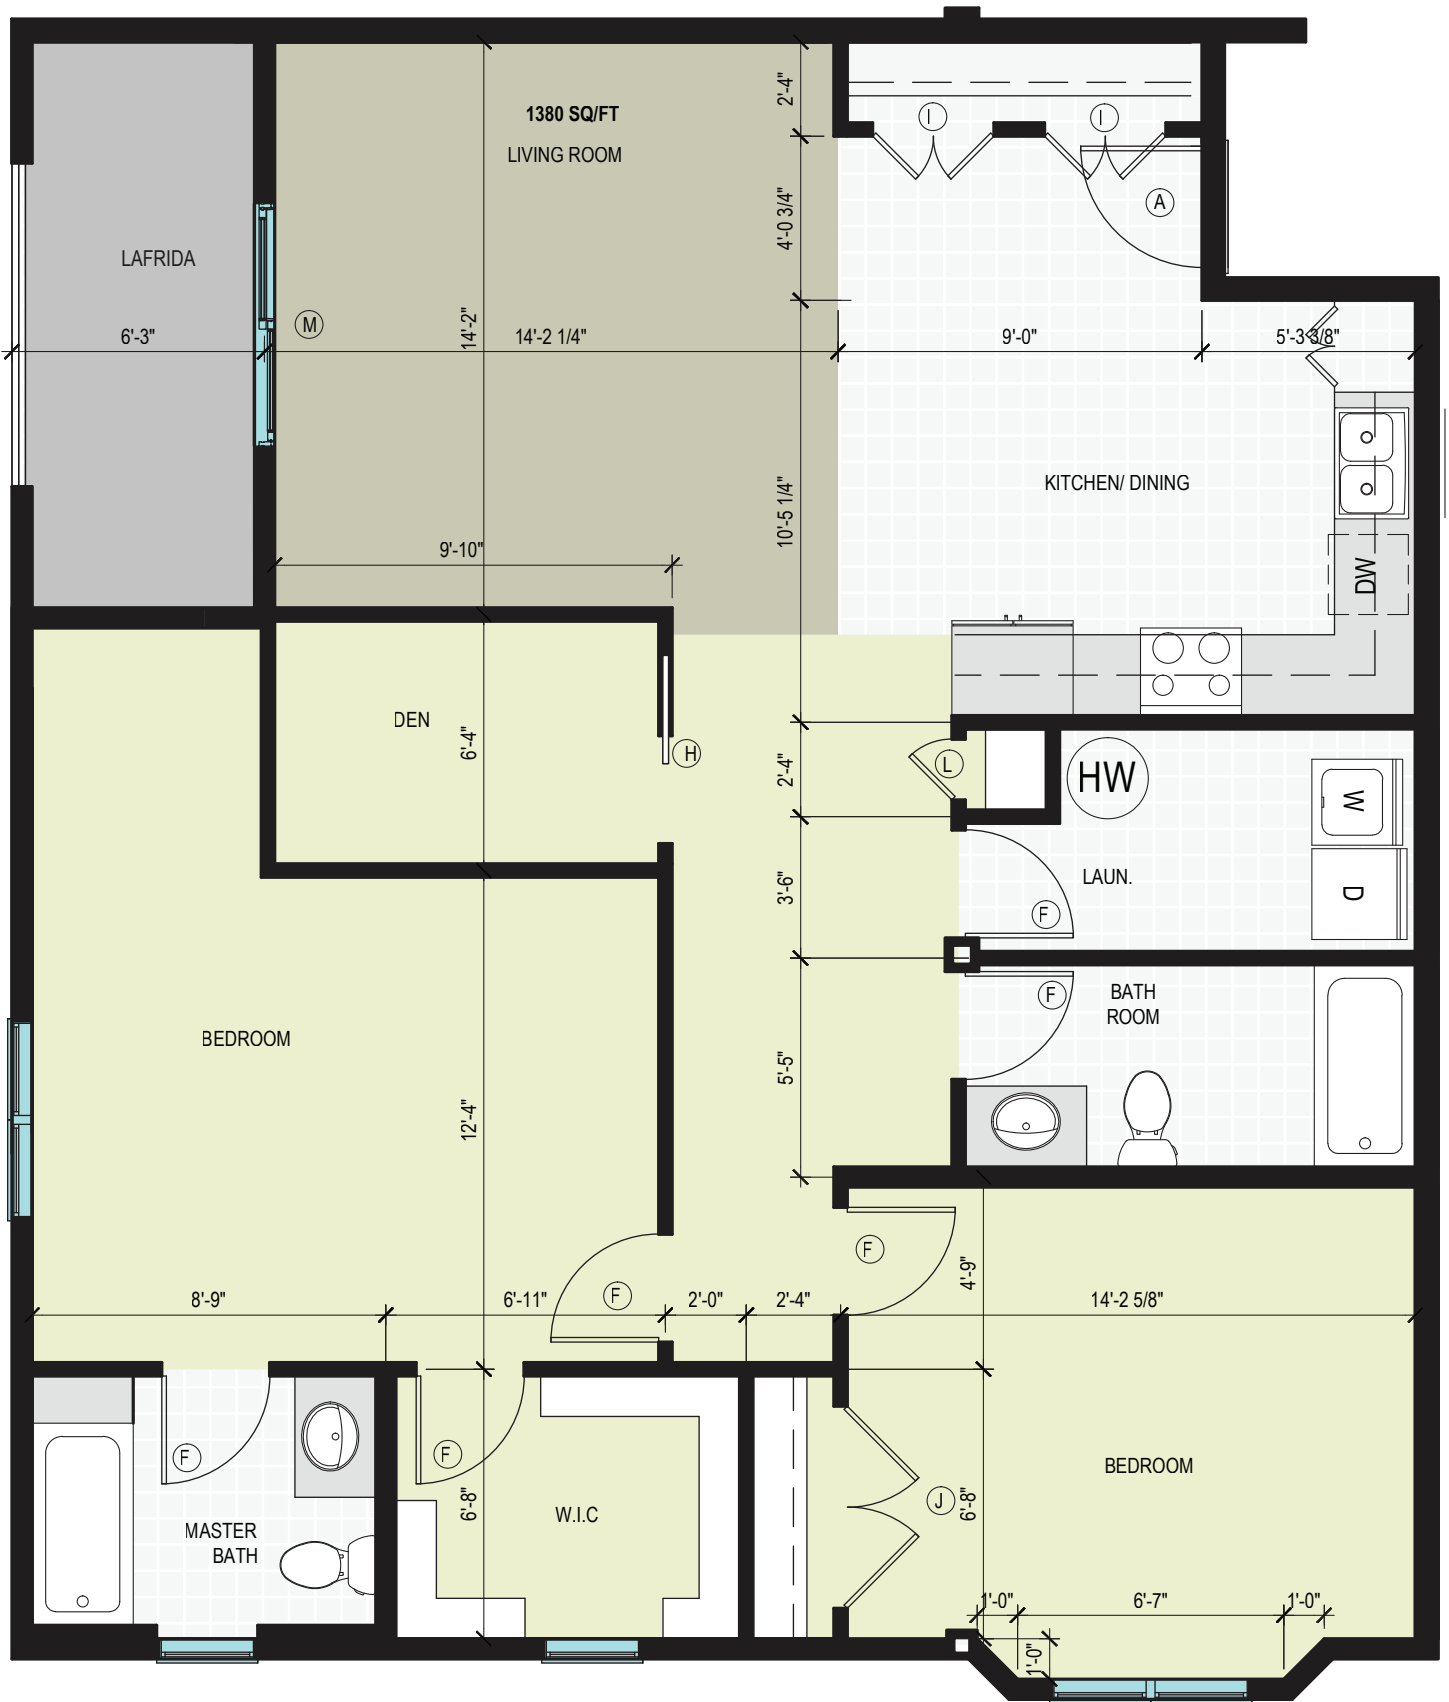 2'-4"
1380 SQ/FT
LIVING ROOM
I
I
A
4'-0 3/4"
LAFRIDA
M
14'-2"
6'-3"
14'-2 1/4"
9'-0"
5'-3 3/8"
KITCHEN/ DINING
10'-5 1/4"
9'-10"
DW
DEN
6'-4"
H
2'-4"
L
HW
W
LAUN.
3'-6"
D
F
F
BATH
ROOM
BEDROOM
5'-5"
12'-4"
F
4'-9"
8'-9"
6'-11"
F
2'-0"
2'-4"
14'-2 5/8"
F
F
BEDROOM
6'-8"
J
6'-8"
W.I.C
MASTER
BATH
1'-0"
6'-7"
1'-0"
1'-0"